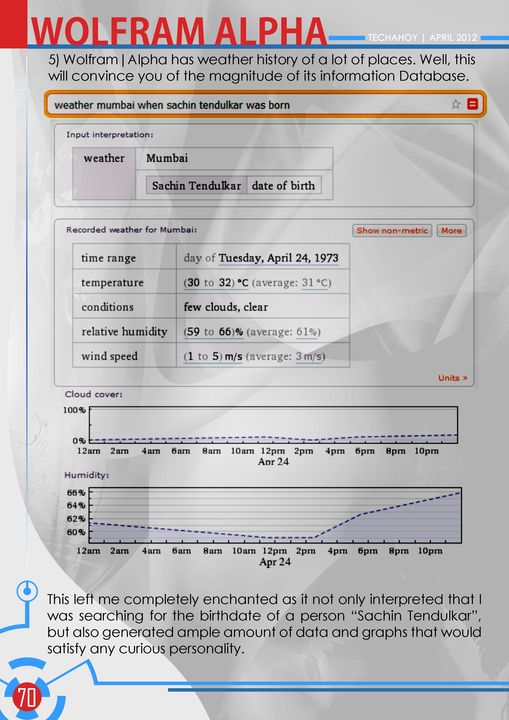 WOLFRAM ALPHA
TECHAHOY | APRIL 2012
5) Wolfram|Alpha has weather history of a lot of places. Well, this
will convince you of the magnitude of its information Database.
weather mumbai when sachin tendulkar was born
Input interpretation:
weather Mumbai
Sachin Tendulkar date of birth
Recorded weather for Mumbai: Show non-metric More
time range day of Tuesday, April 24, 1973
temperature (30 to 32) °C (average: 31 °C)
conditions few clouds, clear
relative humidity (59 to 66)% (average: 61%)
wind speed (1 to 5) m/s (average: 3 m/s)
Units »
Cloud cover:
100%
0%
12am 2am 4am 6am 8am 10am 12pm 2pm 4pm 6pm 8pm 10pm
Apr 24
Humidity:
66%
64%
62%
60%
12am 2am 4am 6am 8am 10am 12pm 2pm 4pm 6pm 8pm 10pm
Apr 24
This left me completely enchanted as it not only interpreted that I
was searching for the birthdate of a person “Sachin Tendulkar”,
but also generated ample amount of data and graphs that would
satisfy any curious personality.
70